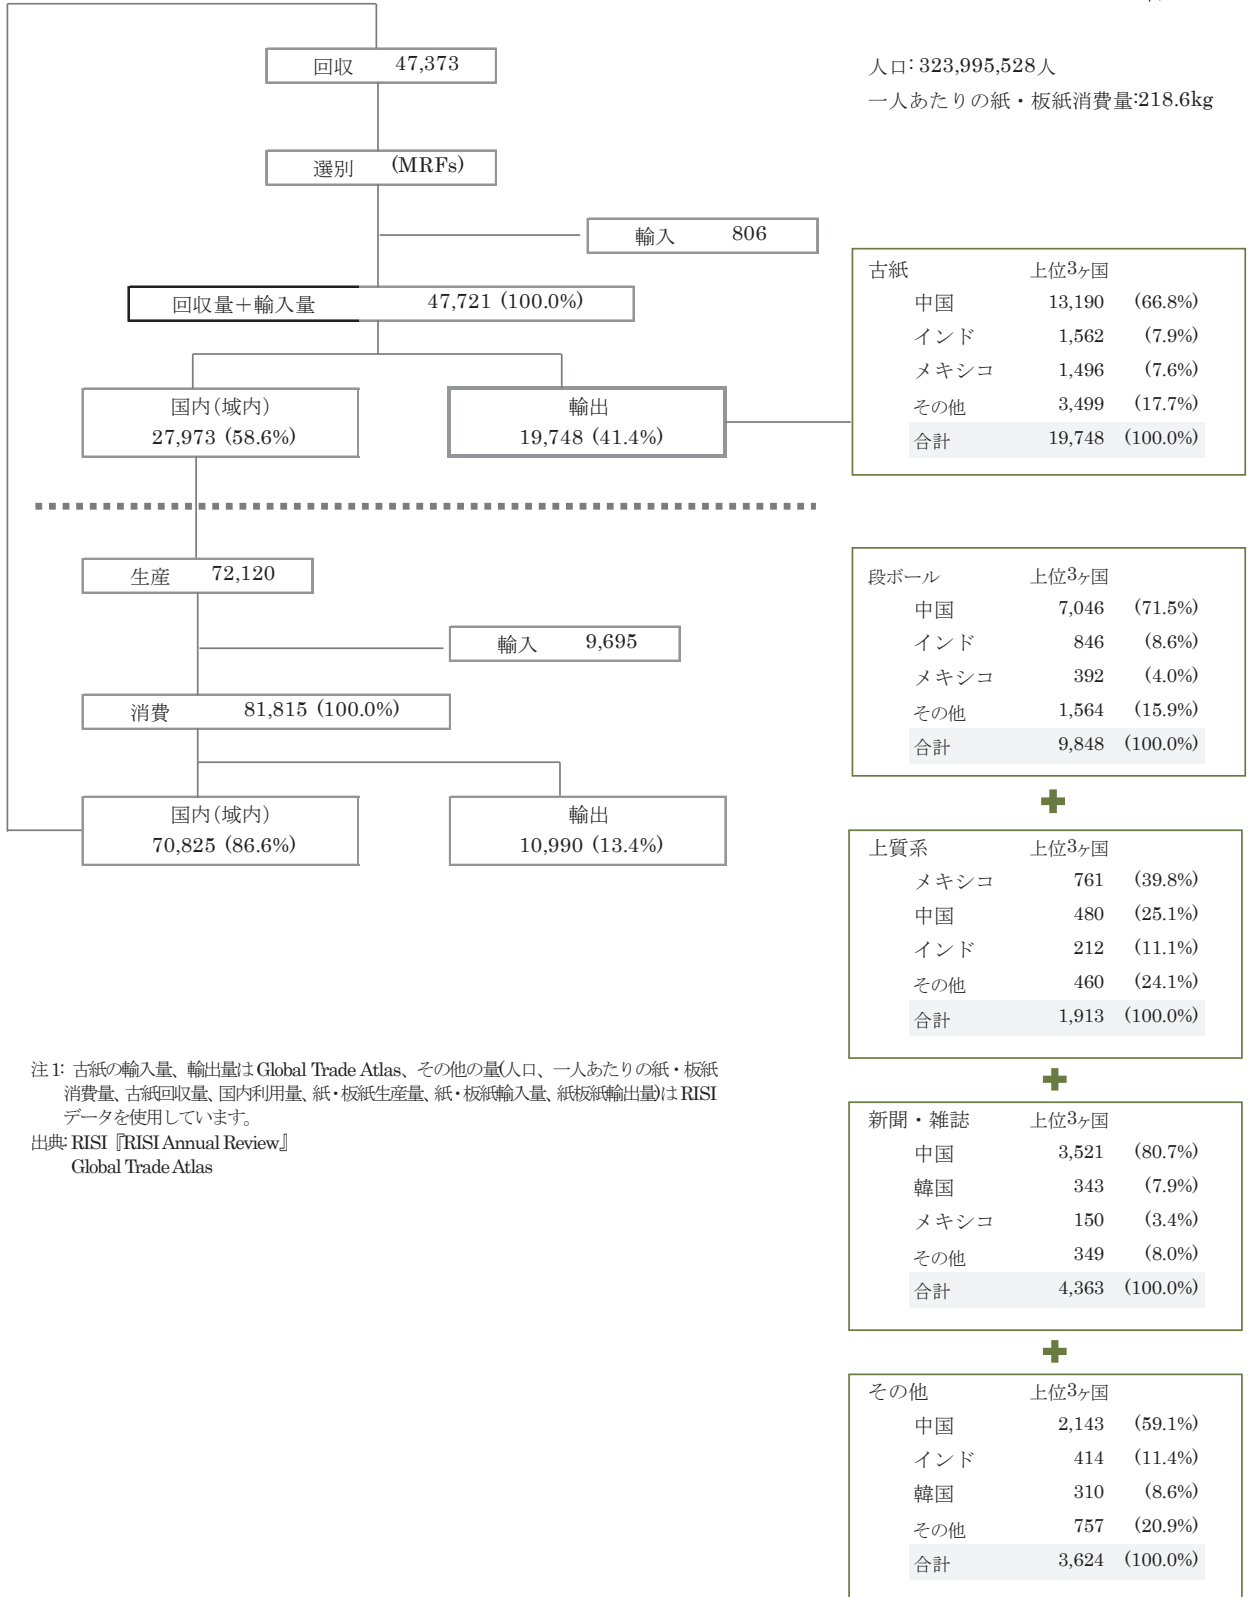 回収 47,373
人口: 323,995,528人
一人あたりの紙・板紙消費量:218.6kg
選別 (MRFs)
輸入 806
回収量＋輸入量 47,721 (100.0%)
国内(域内)
27,973 (58.6%)
輸出
19,748 (41.4%)
古紙 上位3ヶ国
中国 13,190 (66.8%)
インド 1,562 (7.9%)
メキシコ 1,496 (7.6%)
その他 3,499 (17.7%)
合計 19,748 (100.0%)
生産 72,120
輸入 9,695
消費 81,815 (100.0%)
国内(域内)
70,825 (86.6%)
輸出
10,990 (13.4%)
段ボール 上位3ヶ国
中国 7,046 (71.5%)
インド 846 (8.6%)
メキシコ 392 (4.0%)
その他 1,564 (15.9%)
合計 9,848 (100.0%)
上質系 上位3ヶ国
メキシコ 761 (39.8%)
中国 480 (25.1%)
インド 212 (11.1%)
その他 460 (24.1%)
合計 1,913 (100.0%)
新聞・雑誌 上位3ヶ国
中国 3,521 (80.7%)
韓国 343 (7.9%)
メキシコ 150 (3.4%)
その他 349 (8.0%)
合計 4,363 (100.0%)
その他 上位3ヶ国
中国 2,143 (59.1%)
インド 414 (11.4%)
韓国 310 (8.6%)
その他 757 (20.9%)
合計 3,624 (100.0%)
注1: 古紙の輸入量、輸出量は Global Trade Atlas、その他の量(人口、一人あたりの紙・板紙
消費量、古紙回収量、国内利用量、紙・板紙生産量、紙・板紙輸入量、紙板紙輸出量)は RISI
データを使用しています。
出典: RISI『RISI Annual Review』
Global Trade Atlas